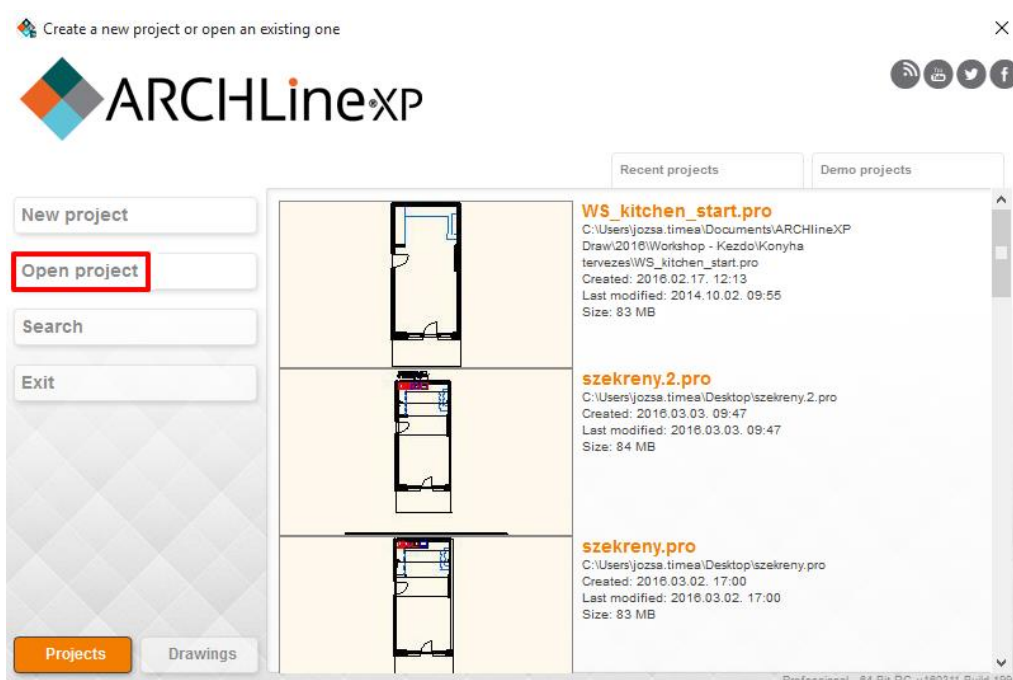 Create a new project or open an existing one
ARCHLine®XP
Recent projects
Demo projects
New project
Open project
Search
Exit
WS_kitchen_start.pro
C:\Users\jozsa.timea\Documents\ARCHlineXP
Draw\2016\Workshop - Kezdo\Konyha
tervezes\WS_kitchen_start.pro
Created: 2016.02.17. 12:13
Last modified: 2014.10.02. 09:55
Size: 83 MB
szekreny.2.pro
C:\Users\jozsa.timea\Desktop\szekreny.2.pro
Created: 2016.03.03. 09:47
Last modified: 2016.03.03. 09:47
Size: 84 MB
szekreny.pro
C:\Users\jozsa.timea\Desktop\szekreny.pro
Created: 2016.03.02. 17:00
Last modified: 2016.03.02. 17:00
Size: 83 MB
Projects
Drawings